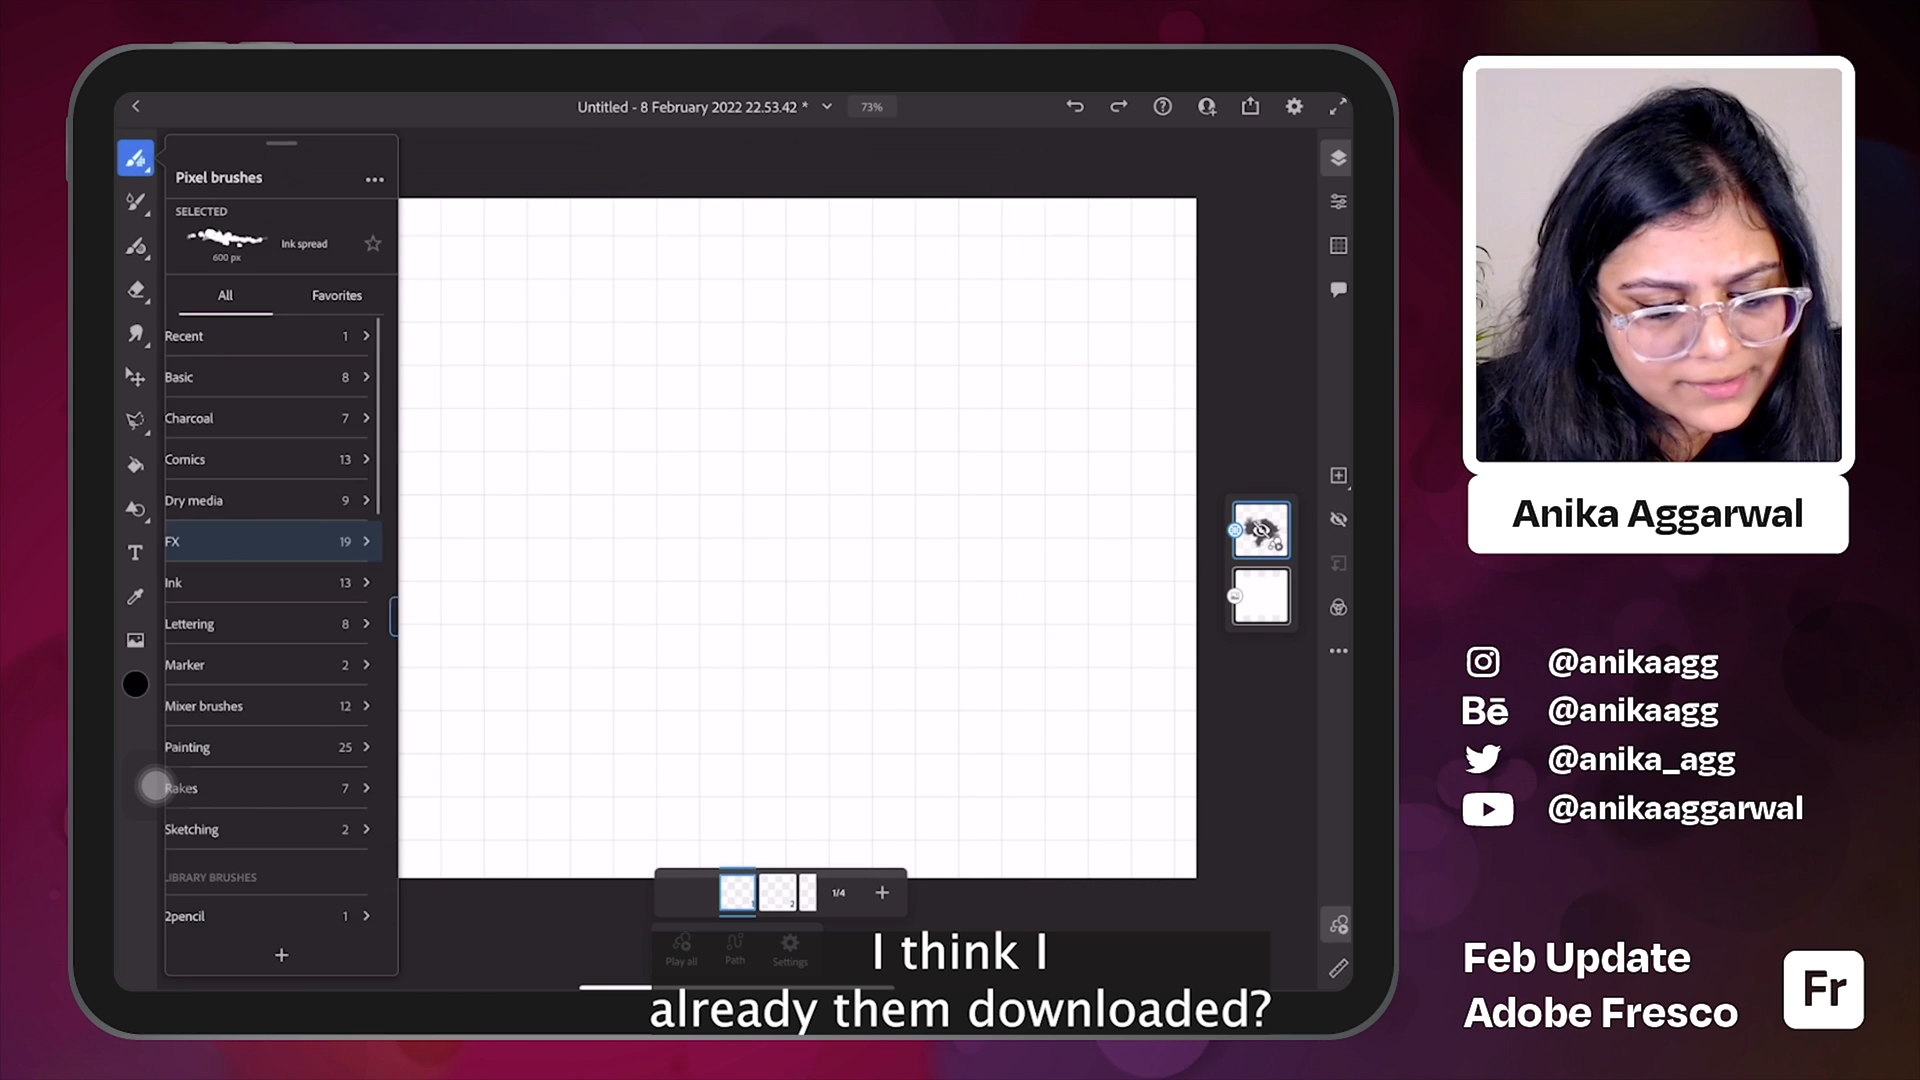 Untitled - 8 February 2022 22.53.42 *
73%
Pixel brushes
SELECTED
Ink spread
600 px
All
Favorites
Recent 1
Basic 8
Charcoal 7
Comics 13
Dry media 9
FX 19
Ink 13
Lettering 8
Marker 2
Mixer brushes 12
Painting 25
Rakes 7
Sketching 2
LIBRARY BRUSHES
2pencil 1
+
T
1
2
1/4
+
Play all
Path
Settings
I think I
already them downloaded?
Anika Aggarwal
@anikaagg
Bē @anikaagg
@anika_agg
@anikaaggarwal
Feb Update
Adobe Fresco
Fr